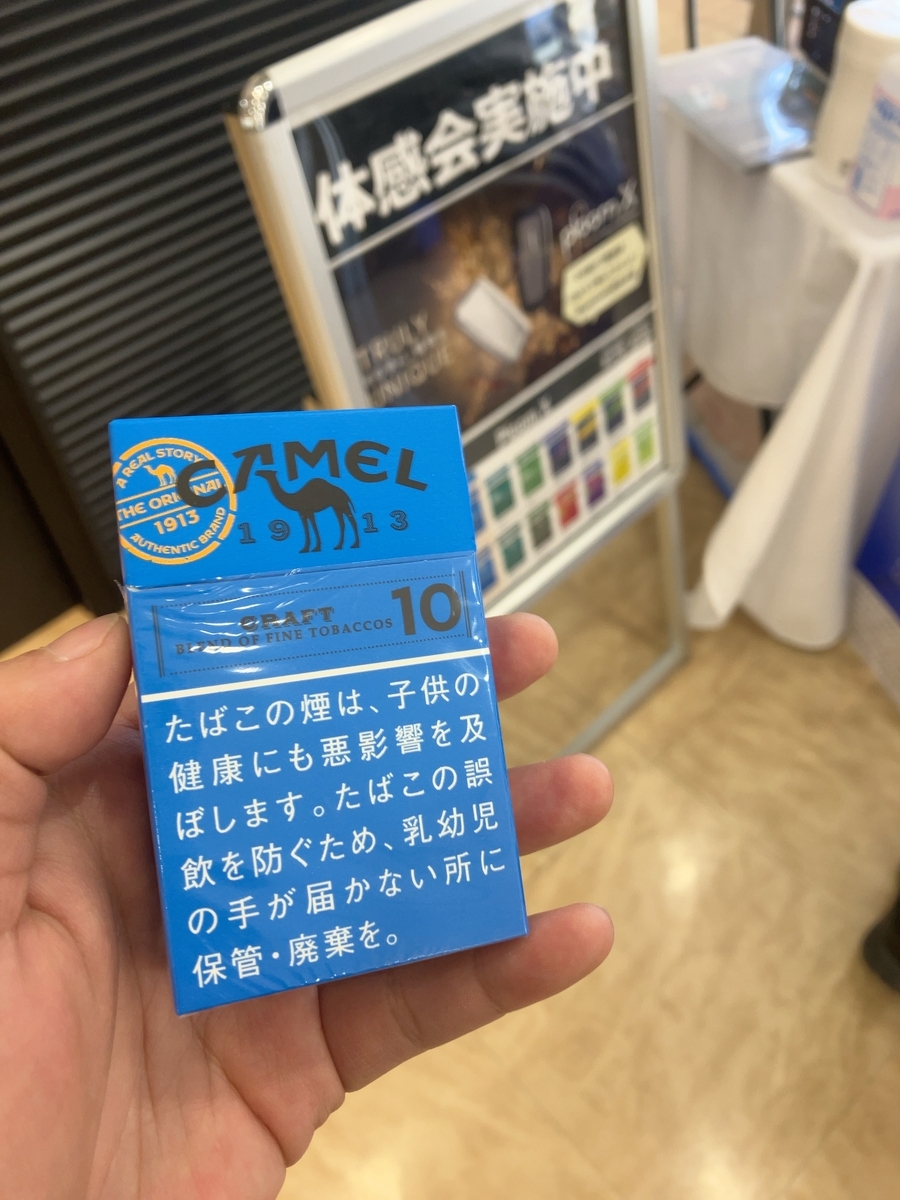 体感会実施中
Ploom X
TRULY
UNIQUE
Ploom X
CAMEL
1913
A REAL STORY
THE ORIGINAL
1913
AUTHENTIC BRAND
CRAFT
BLEND OF FINE TOBACCOS
10
たばこの煙は、子供の
健康にも悪影響を及
ぼします。たばこの誤
飲を防ぐため、乳幼児
の手が届かない所に
保管・廃棄を。